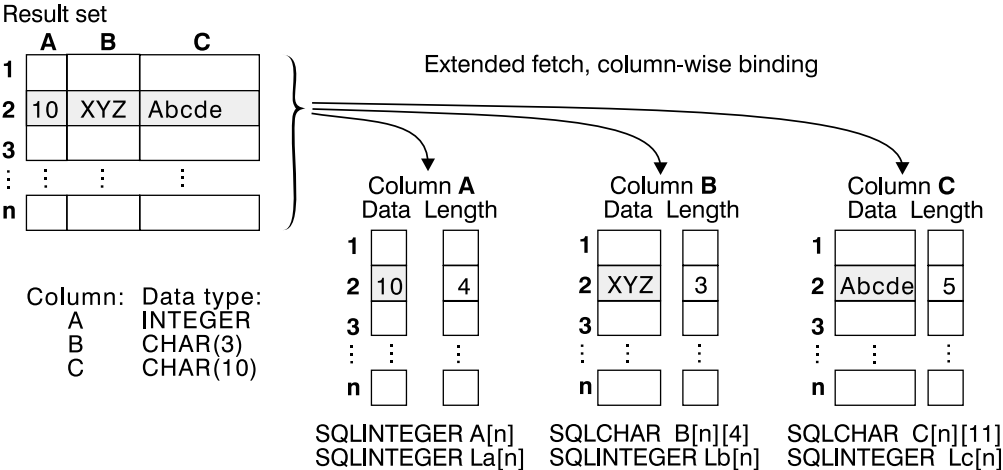 Result set
A B C
1
Extended fetch, column-wise binding
2 10 XYZ Abcde
3
n
Column A
Data Length
1
2 10 4
3
n
SQLINTEGER A[n]
SQLINTEGER La[n]
Column B
Data Length
1
2 XYZ 3
3
n
SQLCHAR B[n][4]
SQLINTEGER Lb[n]
Column C
Data Length
1
2 Abcde 5
3
n
SQLCHAR C[n][11]
SQLINTEGER Lc[n]
Column: Data type:
A INTEGER
B CHAR(3)
C CHAR(10)